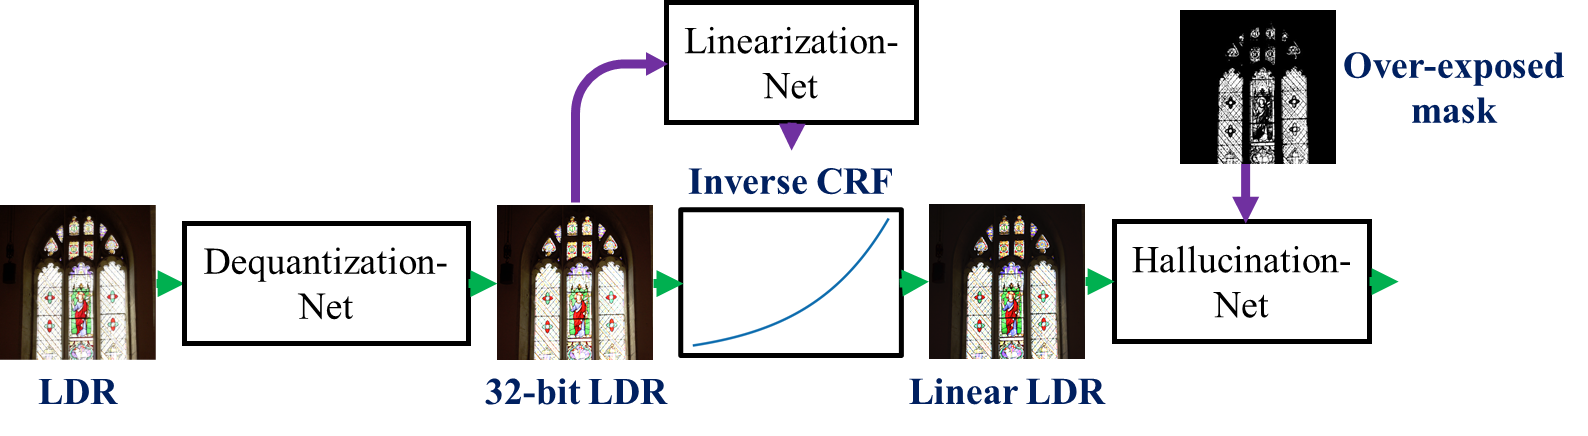 Linearization-
Net
Over-exposed
mask
Inverse CRF
Dequantization-
Net
Hallucination-
Net
LDR
32-bit LDR
Linear LDR